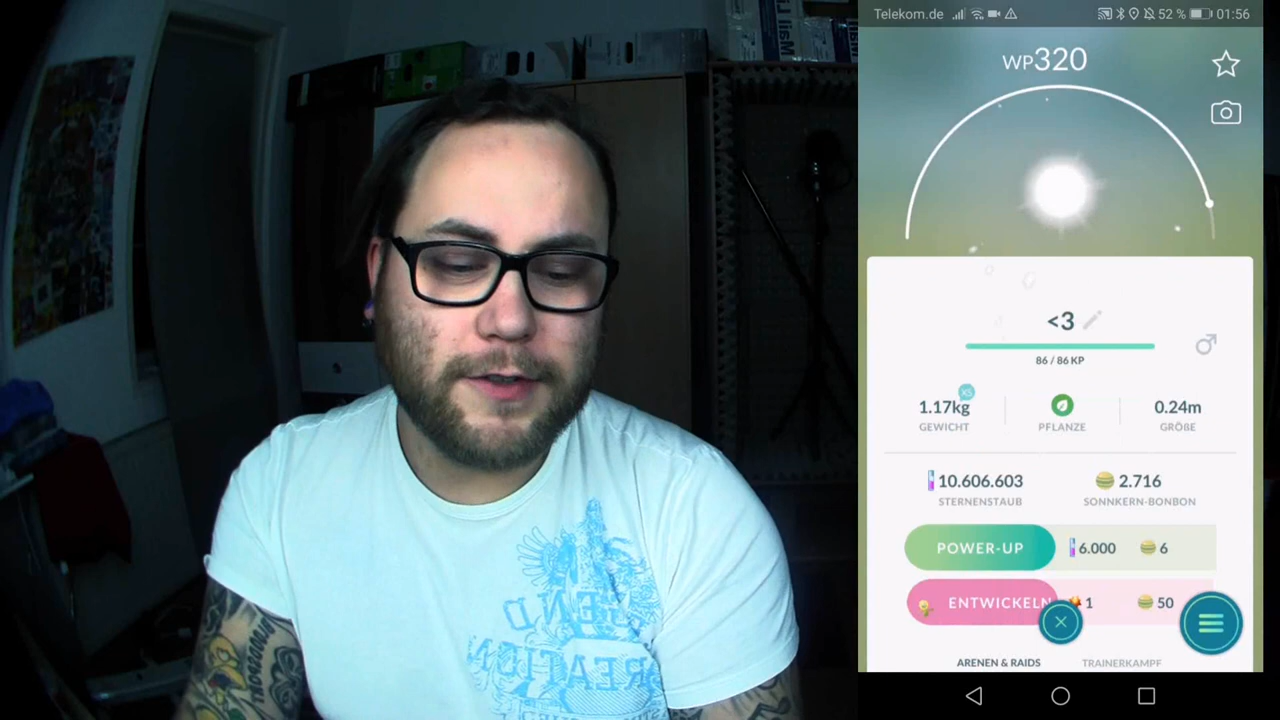 Telekom.de 52 % 01:56
WP320
<3
86 / 86 KP
XS
1.17kg 0.24m
GEWICHT PFLANZE GRÖßE
10.606.603 2.716
STERNENSTAUB SONNKERN-BONBON
POWER-UP 6.000 6
ENTWICKELN 1 50
ARENEN & RAIDS TRAINERKAMPF